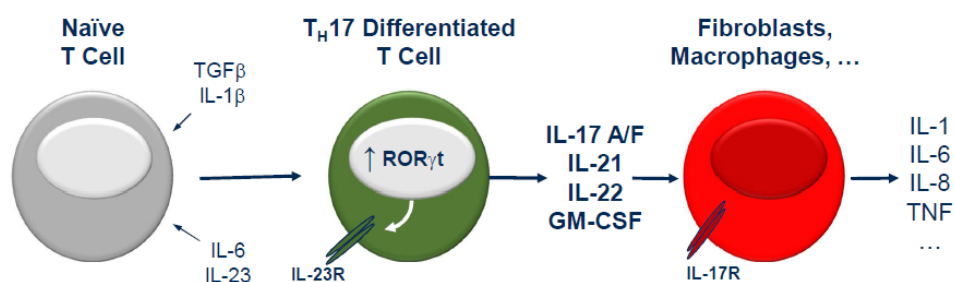 Naïve
T Cell
TGFβ
IL-1β
IL-6
IL-23
T_H17 Differentiated
T Cell
↑ RORγt
IL-23R
IL-17 A/F
IL-21
IL-22
GM-CSF
Fibroblasts,
Macrophages, …
IL-17R
IL-1
IL-6
IL-8
TNF
…